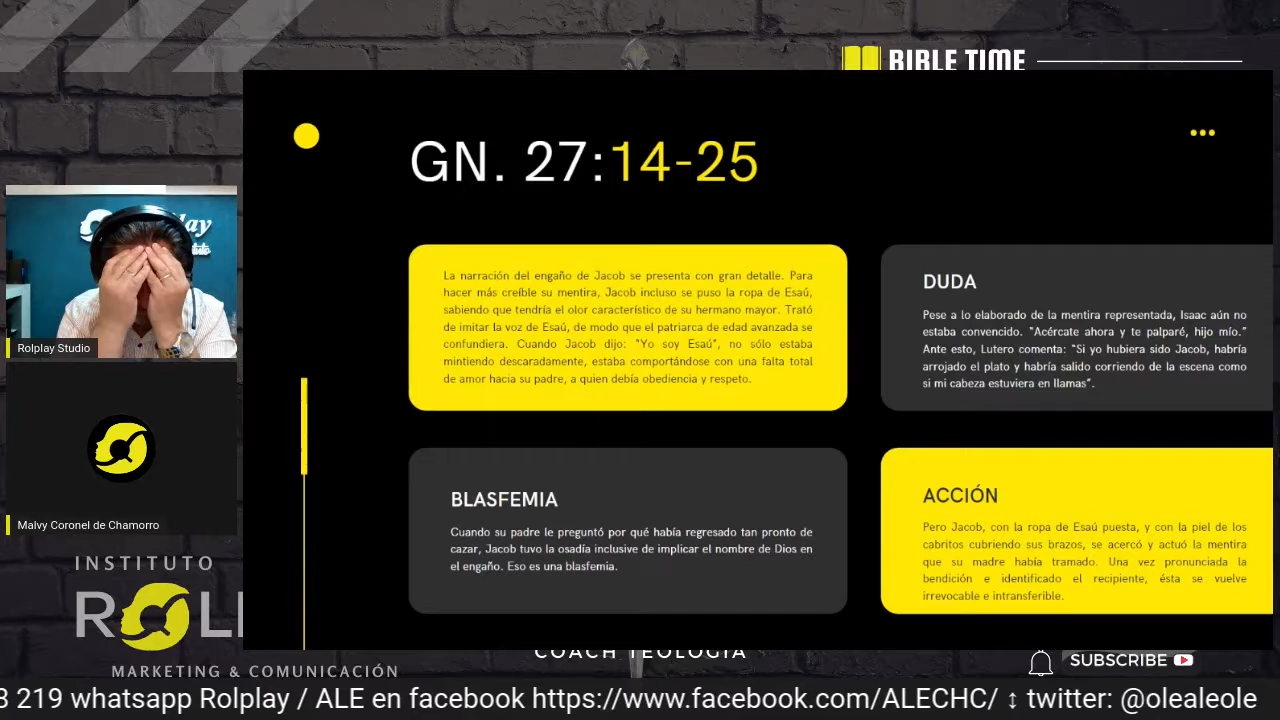 BIBLE TIME
GN. 27:14-25
La narración del engaño de Jacob se presenta con gran detalle. Para
hacer más creíble su mentira, Jacob incluso se puso la ropa de Esaú,
sabiendo que tendría el olor característico de su hermano mayor. Trató
de imitar la voz de Esaú, de modo que el patriarca de edad avanzada se
confundiera. Cuando Jacob dijo: “Yo soy Esaú”, no sólo estaba
mintiendo descaradamente, estaba comportándose con una falta total
de amor hacia su padre, a quien debía obediencia y respeto.
DUDA
Pese a lo elaborado de la mentira representada, Isaac aún no
estaba convencido. “Acércate ahora y te palparé, hijo mío.”
Ante esto, Lutero comenta: “Si yo hubiera sido Jacob, habría
arrojado el plato y habría salido corriendo de la escena como
si mi cabeza estuviera en llamas”.
BLASFEMIA
Cuando su padre le preguntó por qué había regresado tan pronto de
cazar, Jacob tuvo la osadía inclusive de implicar el nombre de Dios en
el engaño. Eso es una blasfemia.
ACCIÓN
Pero Jacob, con la ropa de Esaú puesta, y con la piel de los
cabritos cubriendo sus brazos, se acercó y actuó la mentira
que su madre había tramado. Una vez pronunciada la
bendición e identificado el recipiente, ésta se vuelve
irrevocable e intransferible.
Rolplay Studio
Malvy Coronel de Chamorro
INSTITUTO
ROL
MARKETING & COMUNICACIÓN
COACH TEOLOGÍA
SUBSCRIBE
219 whatsapp Rolplay / ALE en facebook https://www.facebook.com/ALECHC/ ↕ twitter: @olealeole